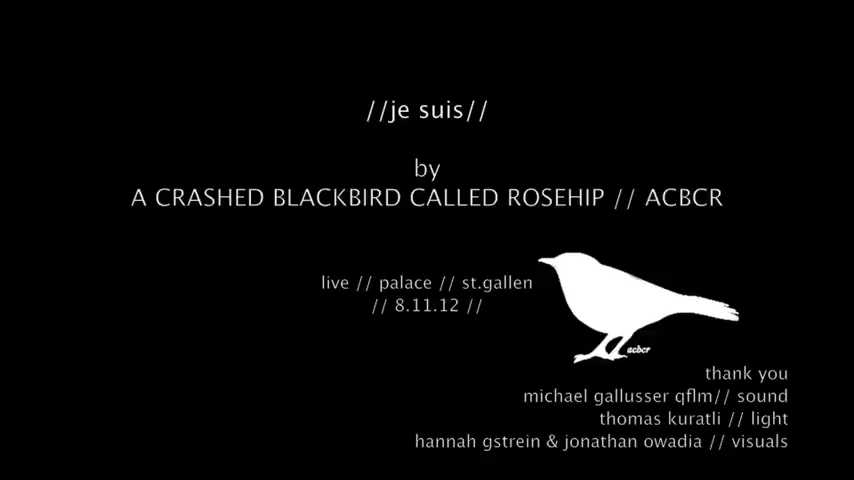 //je suis//
by
A CRASHED BLACKBIRD CALLED ROSEHIP // ACBCR
live // palace // st.gallen
// 8.11.12 //
acbcr
thank you
michael gallusser qflm// sound
thomas kuratli // light
hannah gstrein & jonathan owadia // visuals